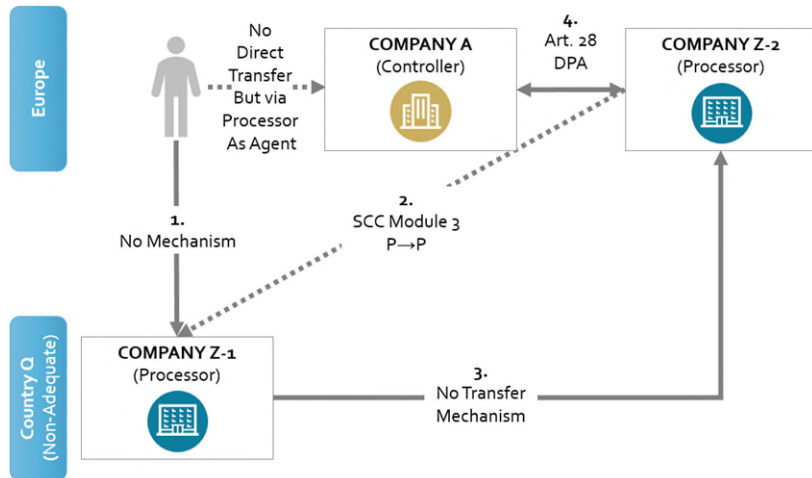 Europe
No
Direct
Transfer
But via
Processor
As Agent
COMPANY A
(Controller)
4.
Art. 28
DPA
COMPANY Z-2
(Processor)
1.
No Mechanism
2.
SCC Module 3
P→P
Country Q
(Non-Adequate)
COMPANY Z-1
(Processor)
3.
No Transfer
Mechanism